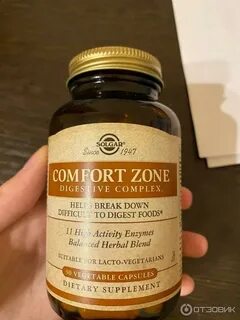 SOLGAR®
Since 1947
COMFORT ZONE
DIGESTIVE COMPLEX
HELPS BREAK DOWN
DIFFICULT TO DIGEST FOODS*
11 High Activity Enzymes
Balanced Herbal Blend
SUITABLE FOR LACTO-VEGETARIANS
90 VEGETABLE CAPSULES
DIETARY SUPPLEMENT
ОТЗОВИК